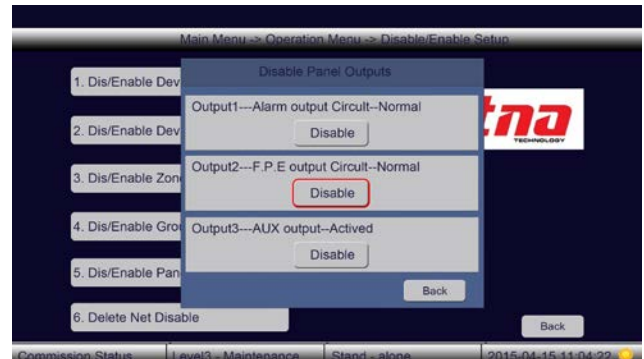 Main Menu -> Operation Menu -> Disable/Enable Setup
Disable Panel Outputs
1. Dis/Enable Dev
Output1---Alarm output Circult--Normal
Disable
2. Dis/Enable Dev
Output2---F.P.E output Circult--Normal
Disable
3. Dis/Enable Zon
4. Dis/Enable Gro
Output3---AUX output--Actived
Disable
5. Dis/Enable Pan
Back
6. Delete Net Disable
Back
TECHNOLOGY
Commission Status Level3 - Maintenance Stand - alone 2015-04-15 11:04:22